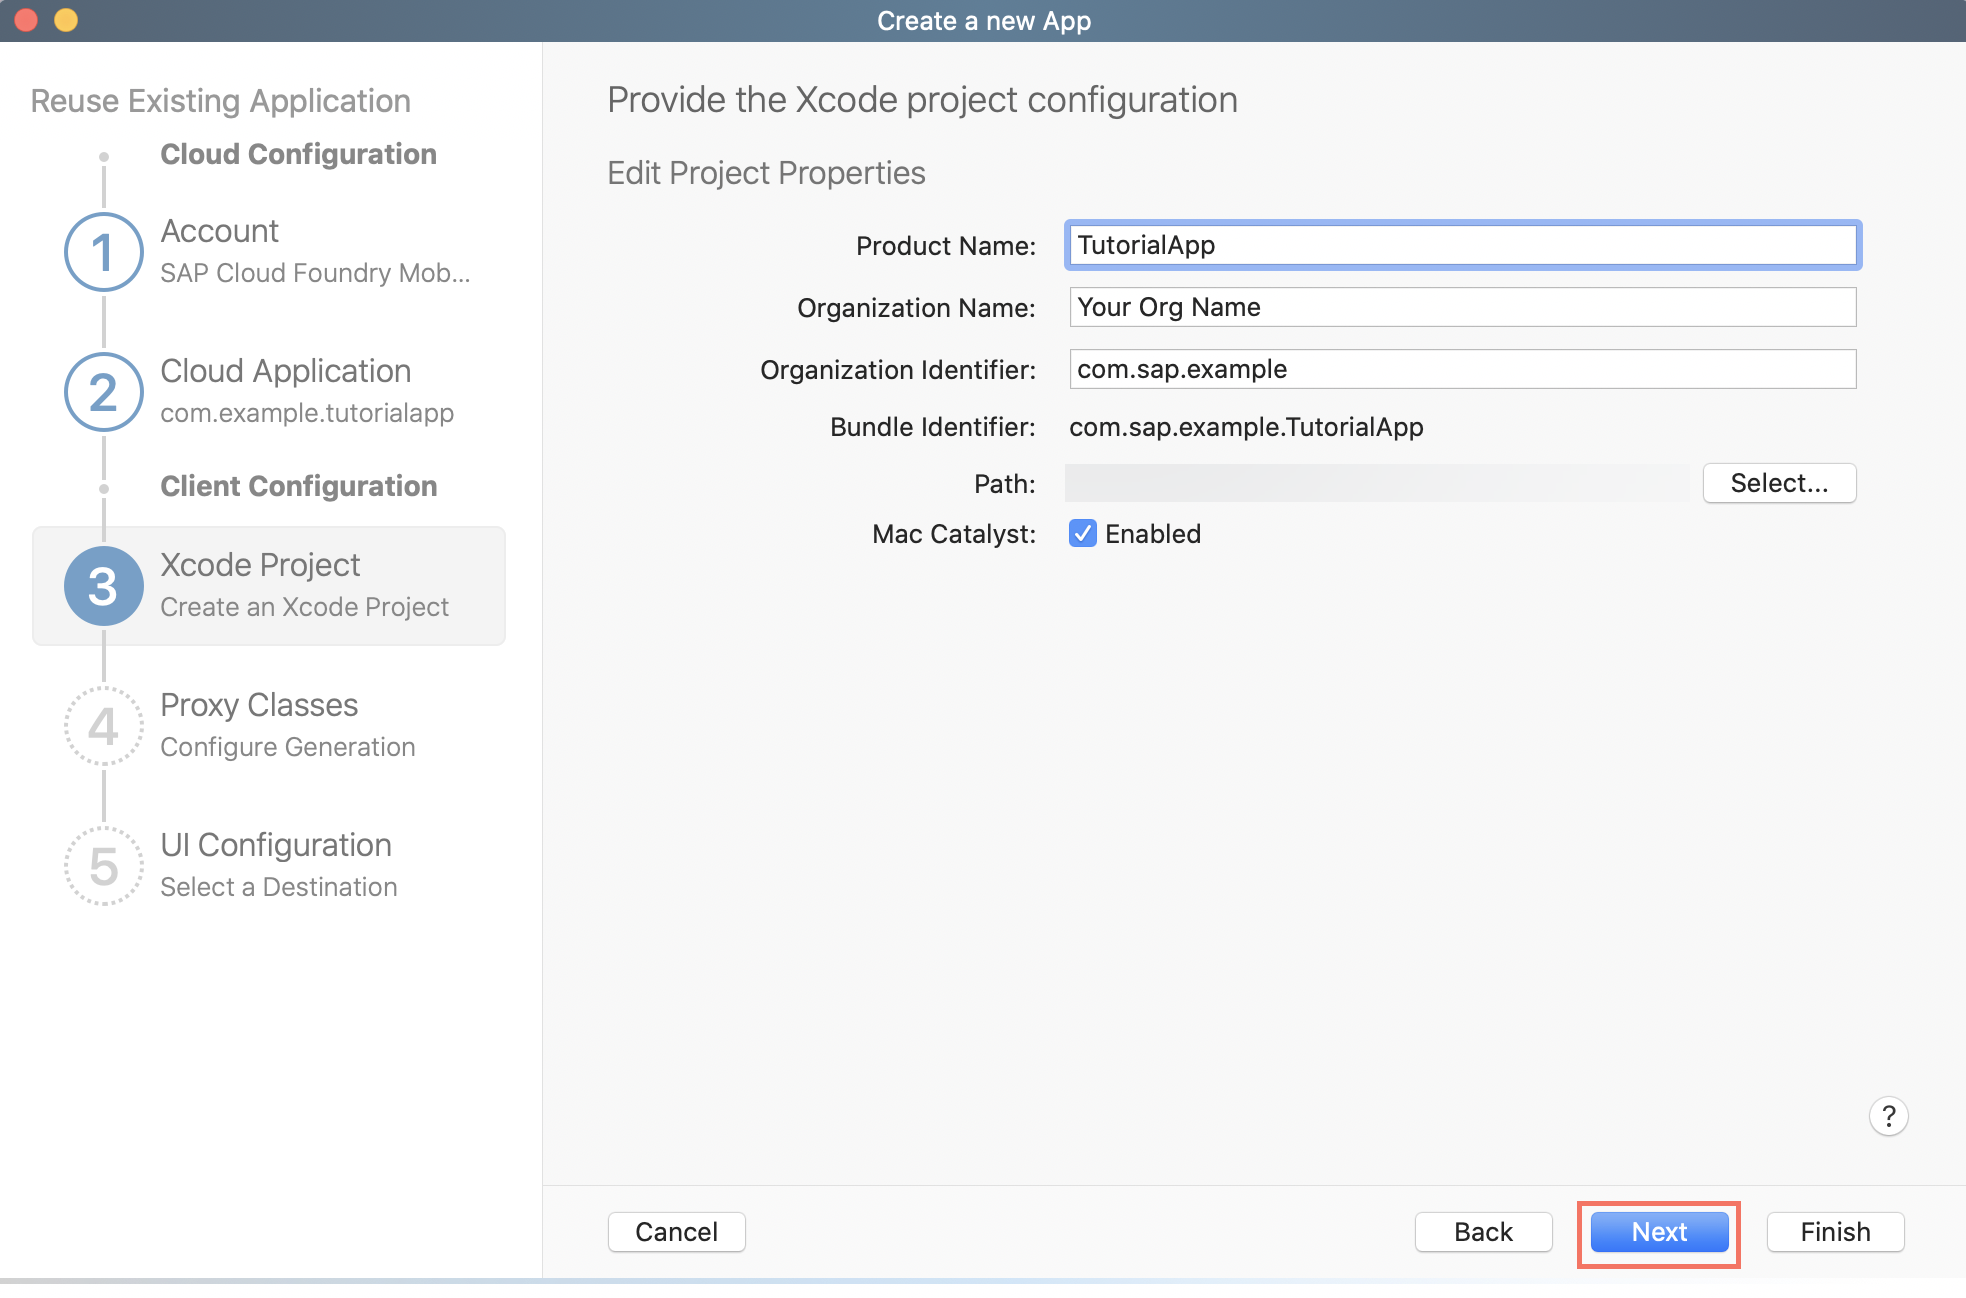 Create a new App
Reuse Existing Application
Cloud Configuration
1
Account
SAP Cloud Foundry Mob...
2
Cloud Application
com.example.tutorialapp
Client Configuration
3
Xcode Project
Create an Xcode Project
4
Proxy Classes
Configure Generation
5
UI Configuration
Select a Destination
Provide the Xcode project configuration
Edit Project Properties
Product Name: TutorialApp
Organization Name: Your Org Name
Organization Identifier: com.sap.example
Bundle Identifier: com.sap.example.TutorialApp
Path: Select...
Mac Catalyst: Enabled
?
Cancel Back Next Finish